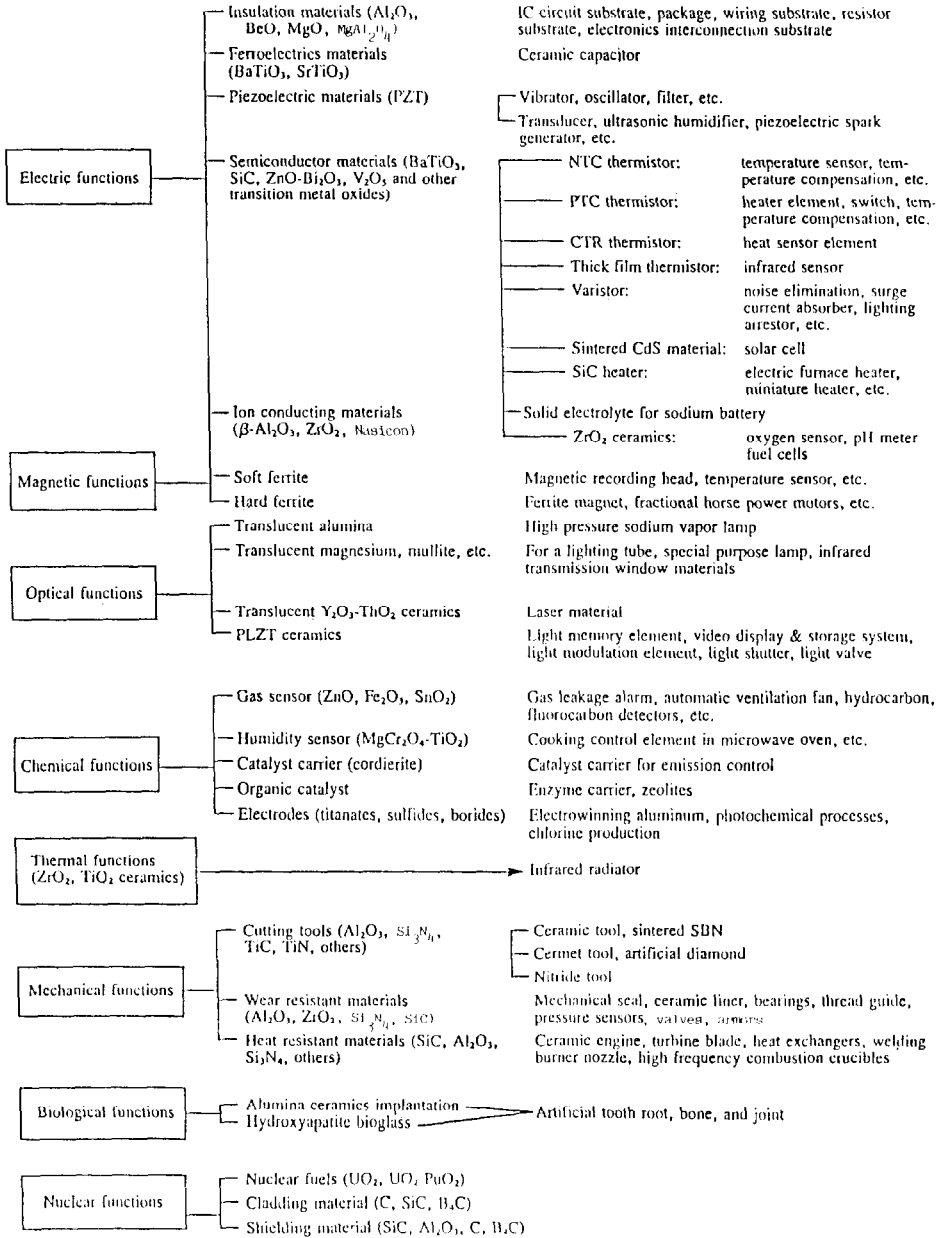 Insulation materials (Al₂O₃, BeO, MgO, MgAl₂O₄)
IC circuit substrate, package, wiring substrate, resistor substrate, electronics interconnection substrate
Ferroelectrics materials (BaTiO₃, SrTiO₃)
Ceramic capacitor
Piezoelectric materials (PZT)
Vibrator, oscillator, filter, etc.
Transducer, ultrasonic humidifier, piezoelectric spark generator, etc.
Electric functions
Semiconductor materials (BaTiO₃, SiC, ZnO-Bi₂O₃, V₂O₅ and other transition metal oxides)
NTC thermistor: temperature sensor, temperature compensation, etc.
PTC thermistor: heater element, switch, temperature compensation, etc.
CTR thermistor: heat sensor element
Thick film thermistor: infrared sensor
Varistor: noise elimination, surge current absorber, lighting arrestor, etc.
Sintered CdS material: solar cell
SiC heater: electric furnace heater, miniature heater, etc.
Ion conducting materials (β-Al₂O₃, ZrO₂, Nasicon)
Solid electrolyte for sodium battery
ZrO₂ ceramics: oxygen sensor, pH meter fuel cells
Magnetic functions
Soft ferrite
Magnetic recording head, temperature sensor, etc.
Hard ferrite
Ferrite magnet, fractional horse power motors, etc.
Optical functions
Translucent alumina
High pressure sodium vapor lamp
Translucent magnesium, mullite, etc.
For a lighting tube, special purpose lamp, infrared transmission window materials
Translucent Y₂O₃-ThO₂ ceramics
Laser material
PLZT ceramics
Light memory element, video display & storage system, light modulation element, light shutter, light valve
Chemical functions
Gas sensor (ZnO, Fe₂O₃, SnO₂)
Gas leakage alarm, automatic ventilation fan, hydrocarbon, fluorocarbon detectors, etc.
Humidity sensor (MgCr₂O₄-TiO₂)
Cooking control element in microwave oven, etc.
Catalyst carrier (cordierite)
Catalyst carrier for emission control
Organic catalyst
Enzyme carrier, zeolites
Electrodes (titanates, sulfides, borides)
Electrowinning aluminum, photochemical processes, chlorine production
Thermal functions (ZrO₂, TiO₂ ceramics)
Infrared radiator
Mechanical functions
Cutting tools (Al₂O₃, Si₃N₄, TiC, TiN, others)
Ceramic tool, sintered SBN
Cermet tool, artificial diamond
Nitride tool
Wear resistant materials (Al₂O₃, ZrO₂, Si₃N₄, SiC)
Mechanical seal, ceramic liner, bearings, thread guide, pressure sensors, valves,
Heat resistant materials (SiC, Al₂O₃, Si₃N₄, others)
Ceramic engine, turbine blade, heat exchangers, welding burner nozzle, high frequency combustion crucibles
Biological functions
Alumina ceramics implantation
Hydroxyapatite bioglass
Artificial tooth root, bone, and joint
Nuclear functions
Nuclear fuels (UO₂, UO₂ PuO₂)
Cladding material (C, SiC, B₄C)
Shielding material (SiC, Al₂O₃, C, B₄C)